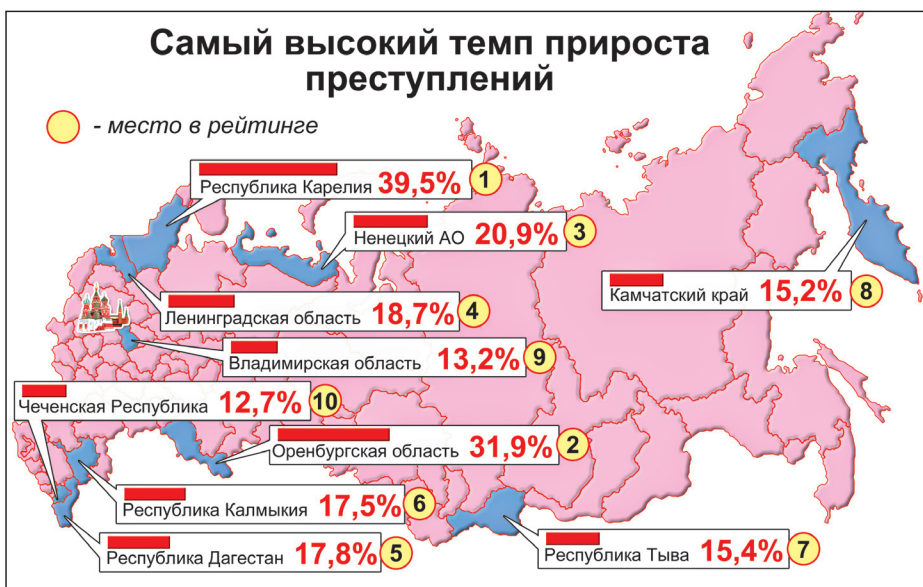 Самый высокий темп прироста
преступлений
- место в рейтинге
Республика Карелия 39,5% 1
Ненецкий АО 20,9% 3
Камчатский край 15,2% 8
Ленинградская область 18,7% 4
Владимирская область 13,2% 9
Чеченская Республика 12,7% 10
Оренбургская область 31,9% 2
Республика Калмыкия 17,5% 6
Республика Дагестан 17,8% 5
Республика Тыва 15,4% 7